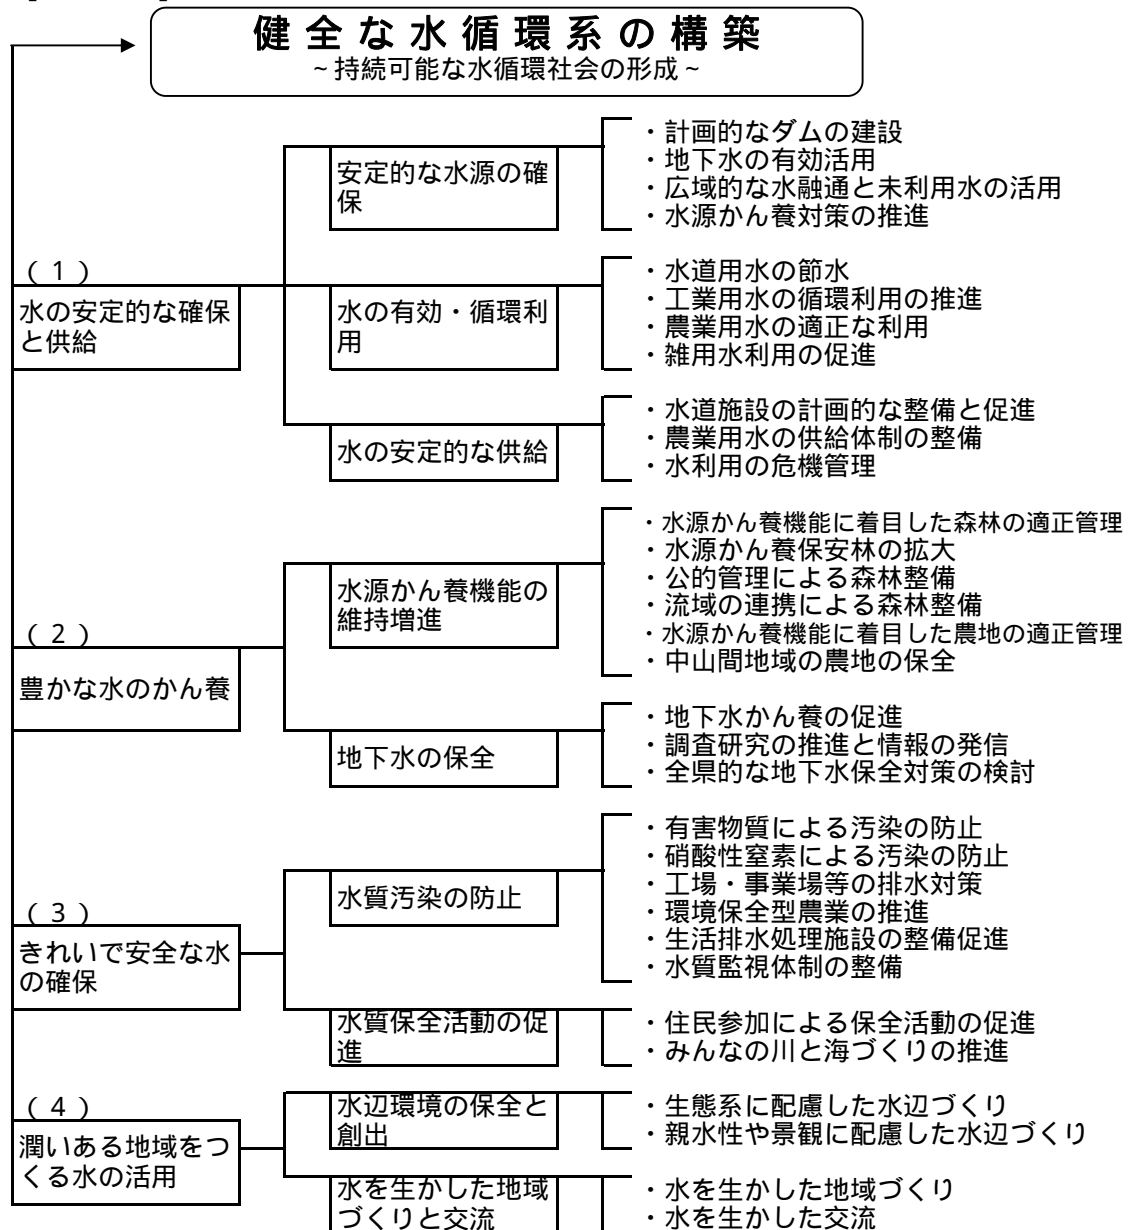 健全な水循環系の構築
~持続可能な水循環社会の形成~
(1)
水の安定的な確保
と供給
安定的な水源の確
保
・計画的なダムの建設
・地下水の有効活用
・広域的な水融通と未利用水の活用
・水源かん養対策の推進
水の有効・循環利
用
・水道用水の節水
・工業用水の循環利用の推進
・農業用水の適正な利用
・雑用水利用の促進
水の安定的な供給
・水道施設の計画的な整備と促進
・農業用水の供給体制の整備
・水利用の危機管理
(2)
豊かな水のかん養
水源かん養機能の
維持増進
・水源かん養機能に着目した森林の適正管理
・水源かん養保安林の拡大
・公的管理による森林整備
・流域の連携による森林整備
・水源かん養機能に着目した農地の適正管理
・中山間地域の農地の保全
地下水の保全
・地下水かん養の促進
・調査研究の推進と情報の発信
・全県的な地下水保全対策の検討
(3)
きれいで安全な水
の確保
水質汚染の防止
・有害物質による汚染の防止
・硝酸性窒素による汚染の防止
・工場・事業場等の排水対策
・環境保全型農業の推進
・生活排水処理施設の整備促進
・水質監視体制の整備
水質保全活動の促
進
・住民参加による保全活動の促進
・みんなの川と海づくりの推進
(4)
潤いある地域をつ
くる水の活用
水辺環境の保全と
創出
・生態系に配慮した水辺づくり
・親水性や景観に配慮した水辺づくり
水を生かした地域
づくりと交流
・水を生かした地域づくり
・水を生かした交流